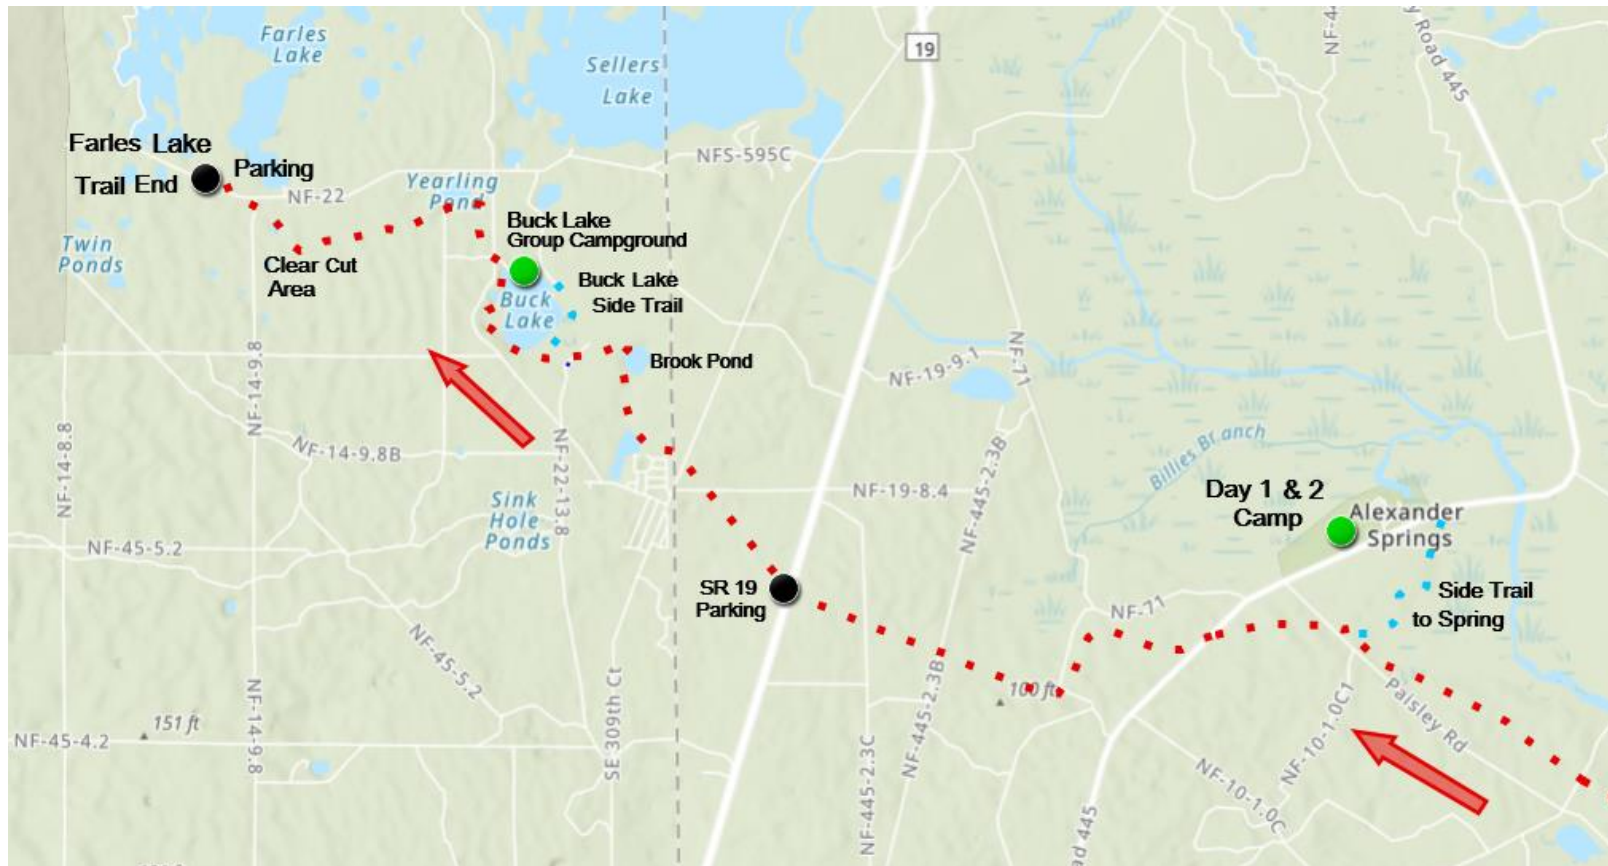 Farles
Lake
Sellers
Lake
19
NF-4
y Road 445
Farles Lake
Parking
Trail End
NF-22
NFS-595C
Yearling
Pond
Buck Lake
Group Campground
Twin
Ponds
Clear Cut
Area
Buck Lake
Side Trail
Buck
Lake
Brook Pond
NF-14-9.8
NF-71
NF-19-9.1
NF-14-8.8
NF-14-9.8B
NF-22-13.8
NF-445-2.3B
Billies Branch
NF-19-8.4
Day 1 & 2
Camp
Alexander
Springs
Sink
Hole
Ponds
NF-45-5.2
SR 19
Parking
NF-71
Side Trail
to Spring
NF-45-5.2
NF-14-9.8
SE 309th Ct
NF-445-2.3B
100 ft
NF-10-1.0C1
Paisley Rd
151 ft
NF-45-4.2
NF-445-2.3C
NF-10-1.0C
ad 445